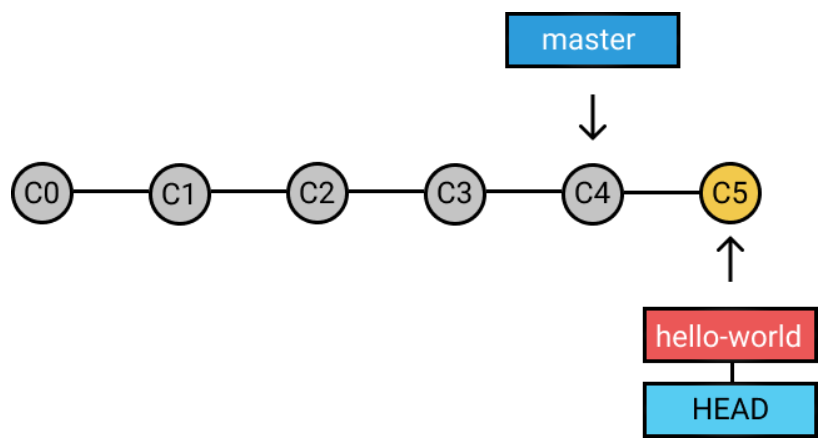 master
C0 C1 C2 C3 C4 C5
hello-world
HEAD